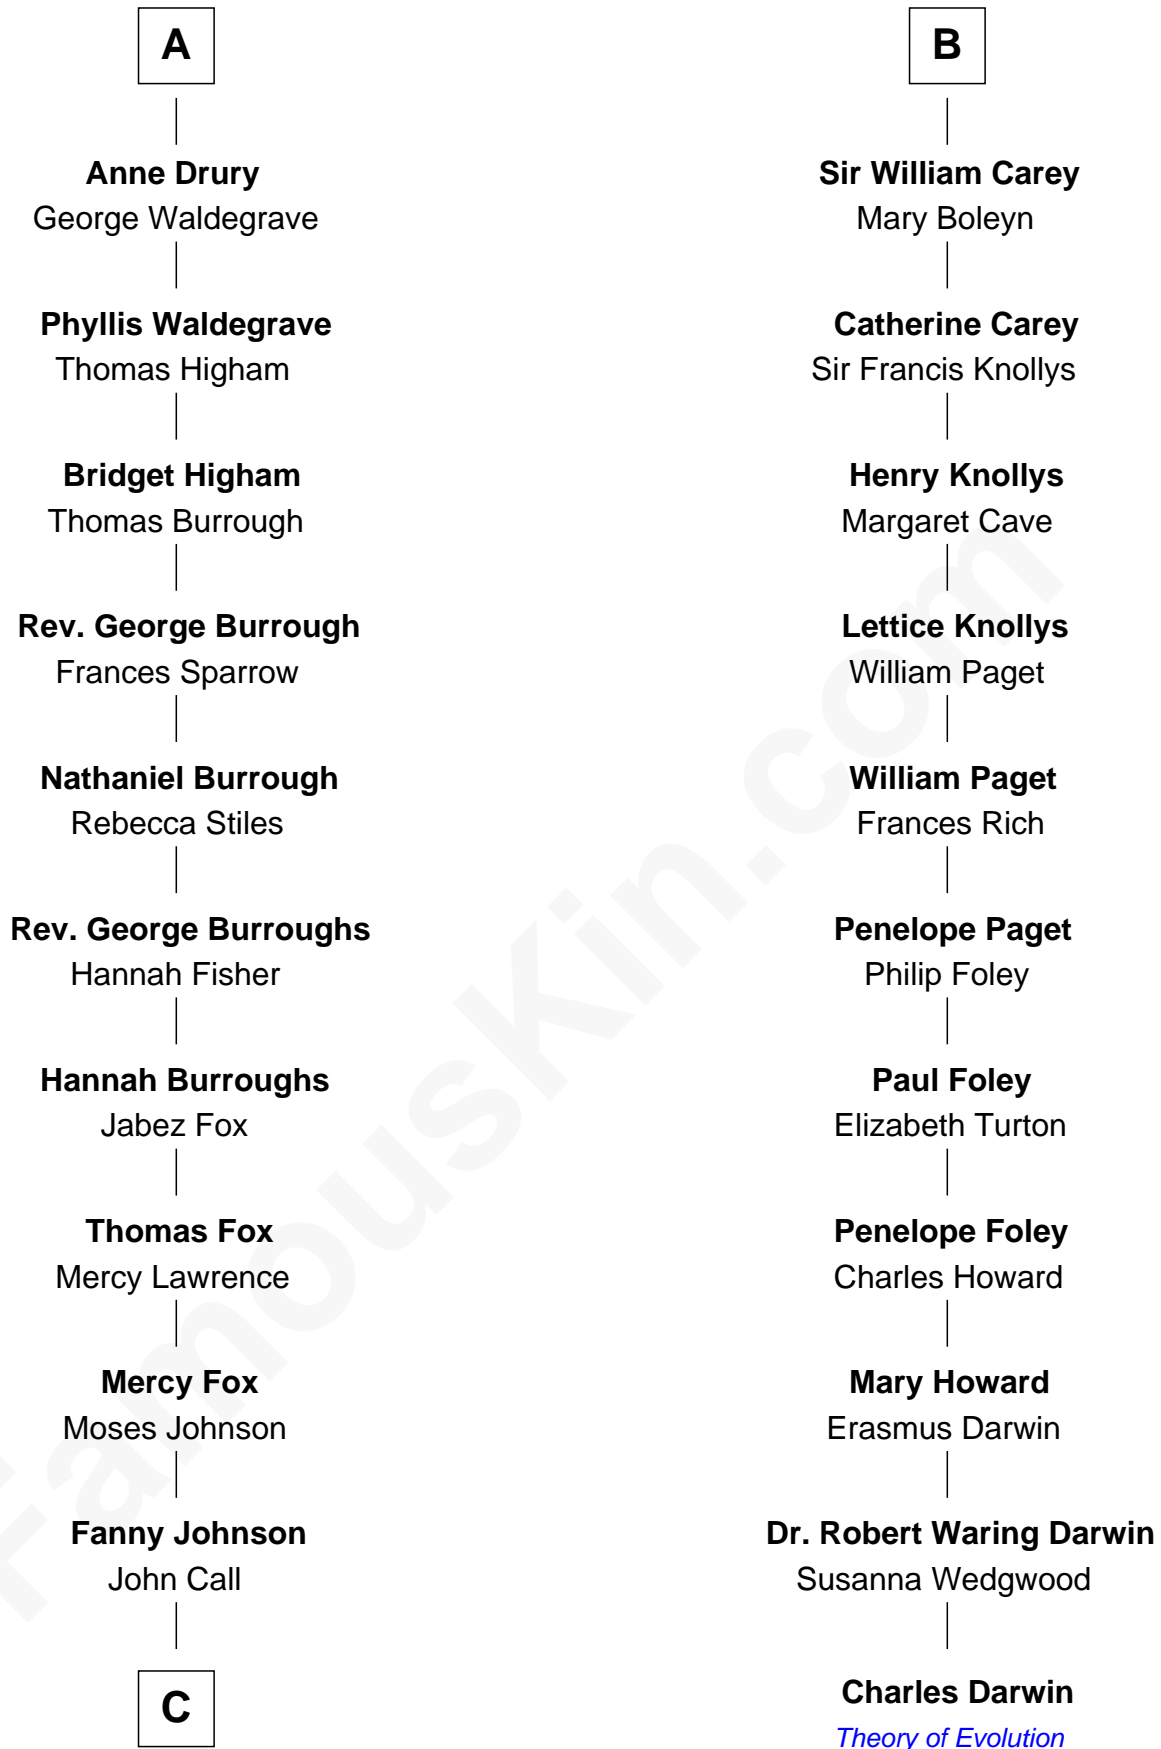 A
Anne Drury
George Waldegrave
Phyllis Waldegrave
Thomas Higham
Bridget Higham
Thomas Burrough
Rev. George Burrough
Frances Sparrow
Nathaniel Burrough
Rebecca Stiles
Rev. George Burroughs
Hannah Fisher
Hannah Burroughs
Jabez Fox
Thomas Fox
Mercy Lawrence
Mercy Fox
Moses Johnson
Fanny Johnson
John Call
C
B
Sir William Carey
Mary Boleyn
Catherine Carey
Sir Francis Knollys
Henry Knollys
Margaret Cave
Lettice Knollys
William Paget
William Paget
Frances Rich
Penelope Paget
Philip Foley
Paul Foley
Elizabeth Turton
Penelope Foley
Charles Howard
Mary Howard
Erasmus Darwin
Dr. Robert Waring Darwin
Susanna Wedgwood
Charles Darwin
Theory of Evolution
FamousKin.com